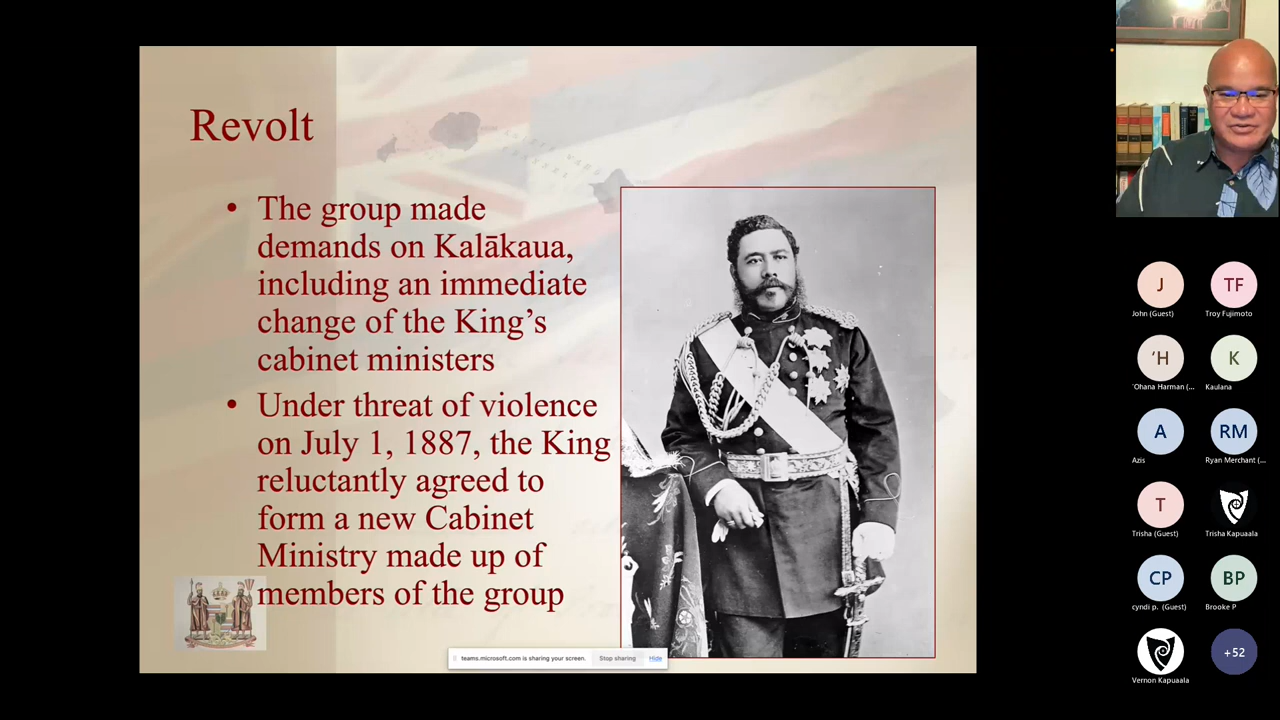 Revolt
• The group made
demands on Kalākaua,
including an immediate
change of the King's
cabinet ministers
• Under threat of violence
on July 1, 1887, the King
reluctantly agreed to
form a new Cabinet
Ministry made up of
members of the group
teams.microsoft.com is sharing your screen.
Stop sharing
Hide
J
TF
John (Guest)
Troy Fujimoto
ʻH
K
ʻOhana Harman (...
Kaulana
A
RM
Azis
Ryan Merchant (...
T
Trisha (Guest)
Trisha Kapuaala
CP
BP
cyndi p. (Guest)
Brooke P
+52
Vernon Kapuaala